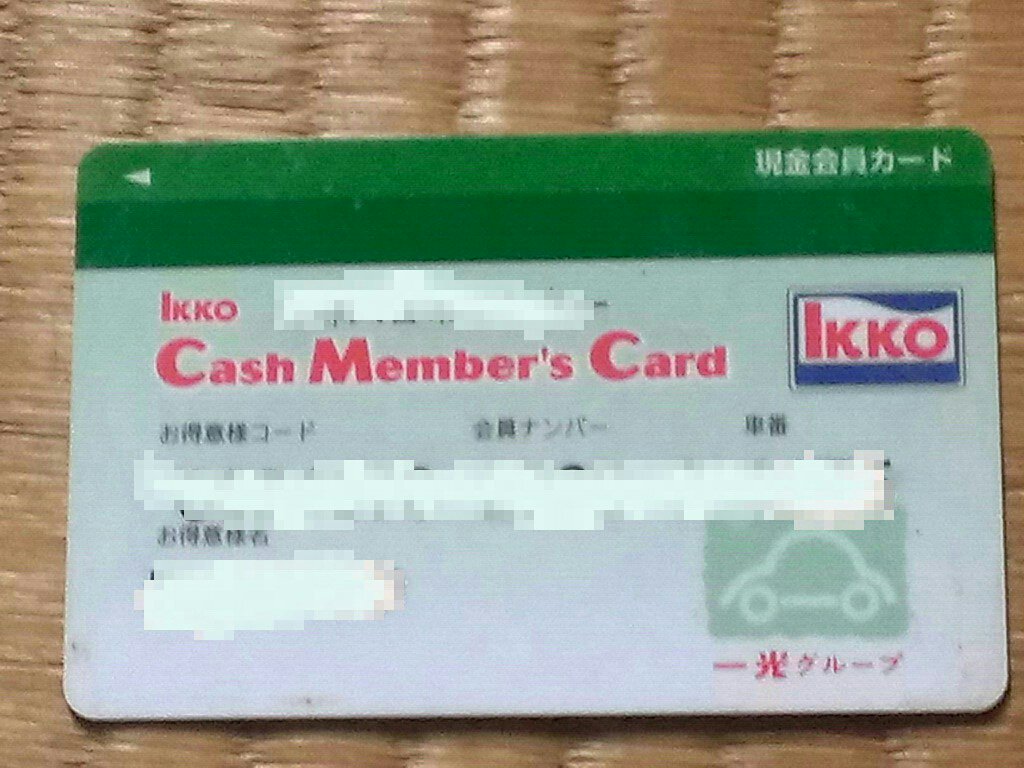 現金会員カード
IKKO
Cash Member's Card
IKKO
お得意様コード 会員ナンバー 車番
お得意様名
一光グループ